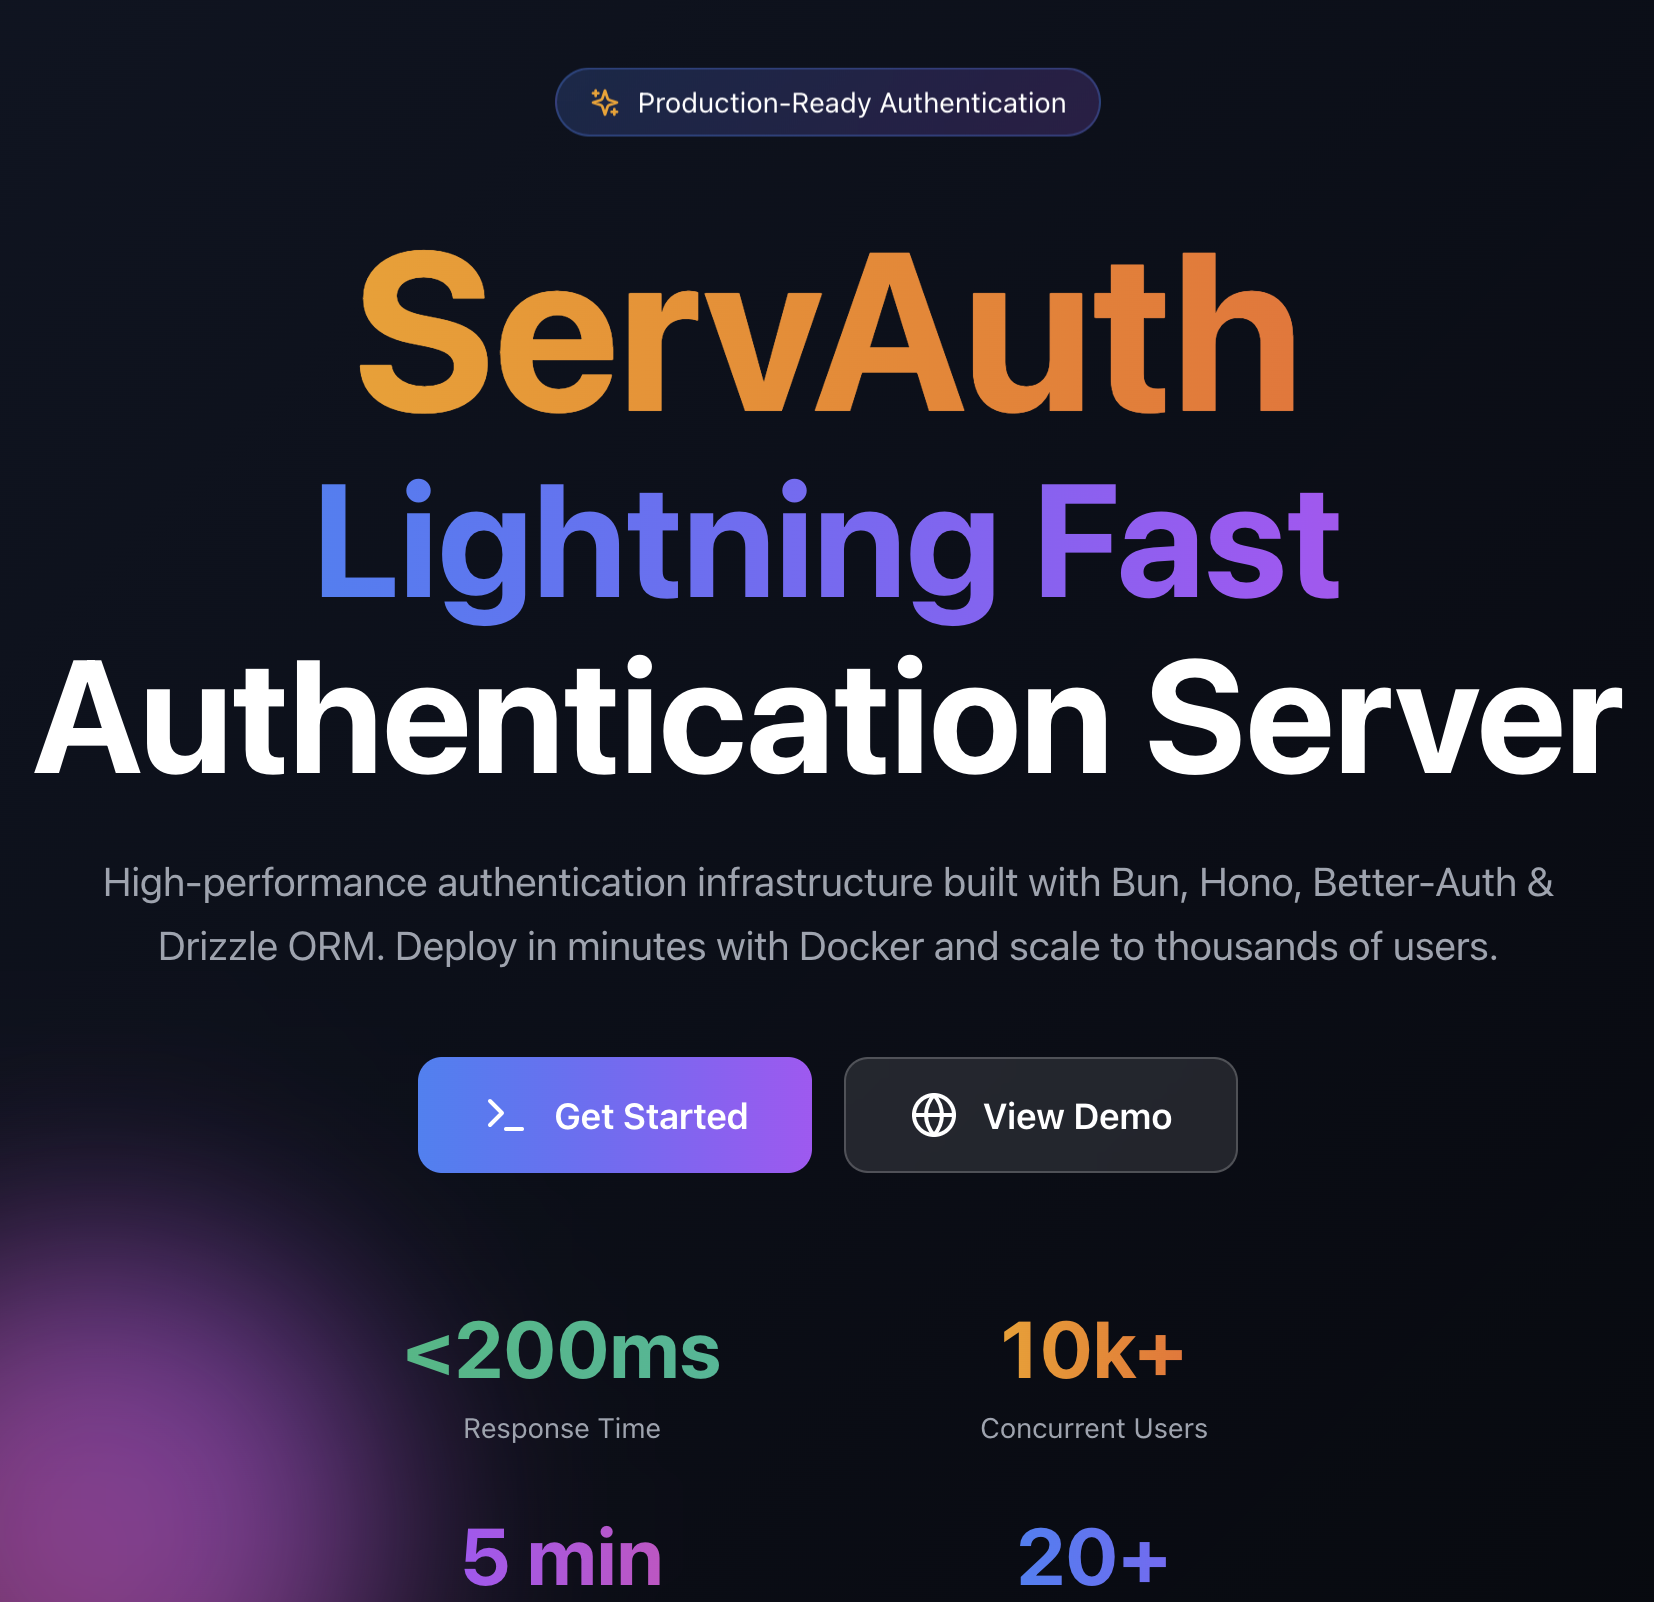 Production-Ready Authentication
ServAuth
Lightning Fast
Authentication Server
High-performance authentication infrastructure built with Bun, Hono, Better-Auth &
Drizzle ORM. Deploy in minutes with Docker and scale to thousands of users.
Get Started
View Demo
<200ms
Response Time
10k+
Concurrent Users
5 min
20+